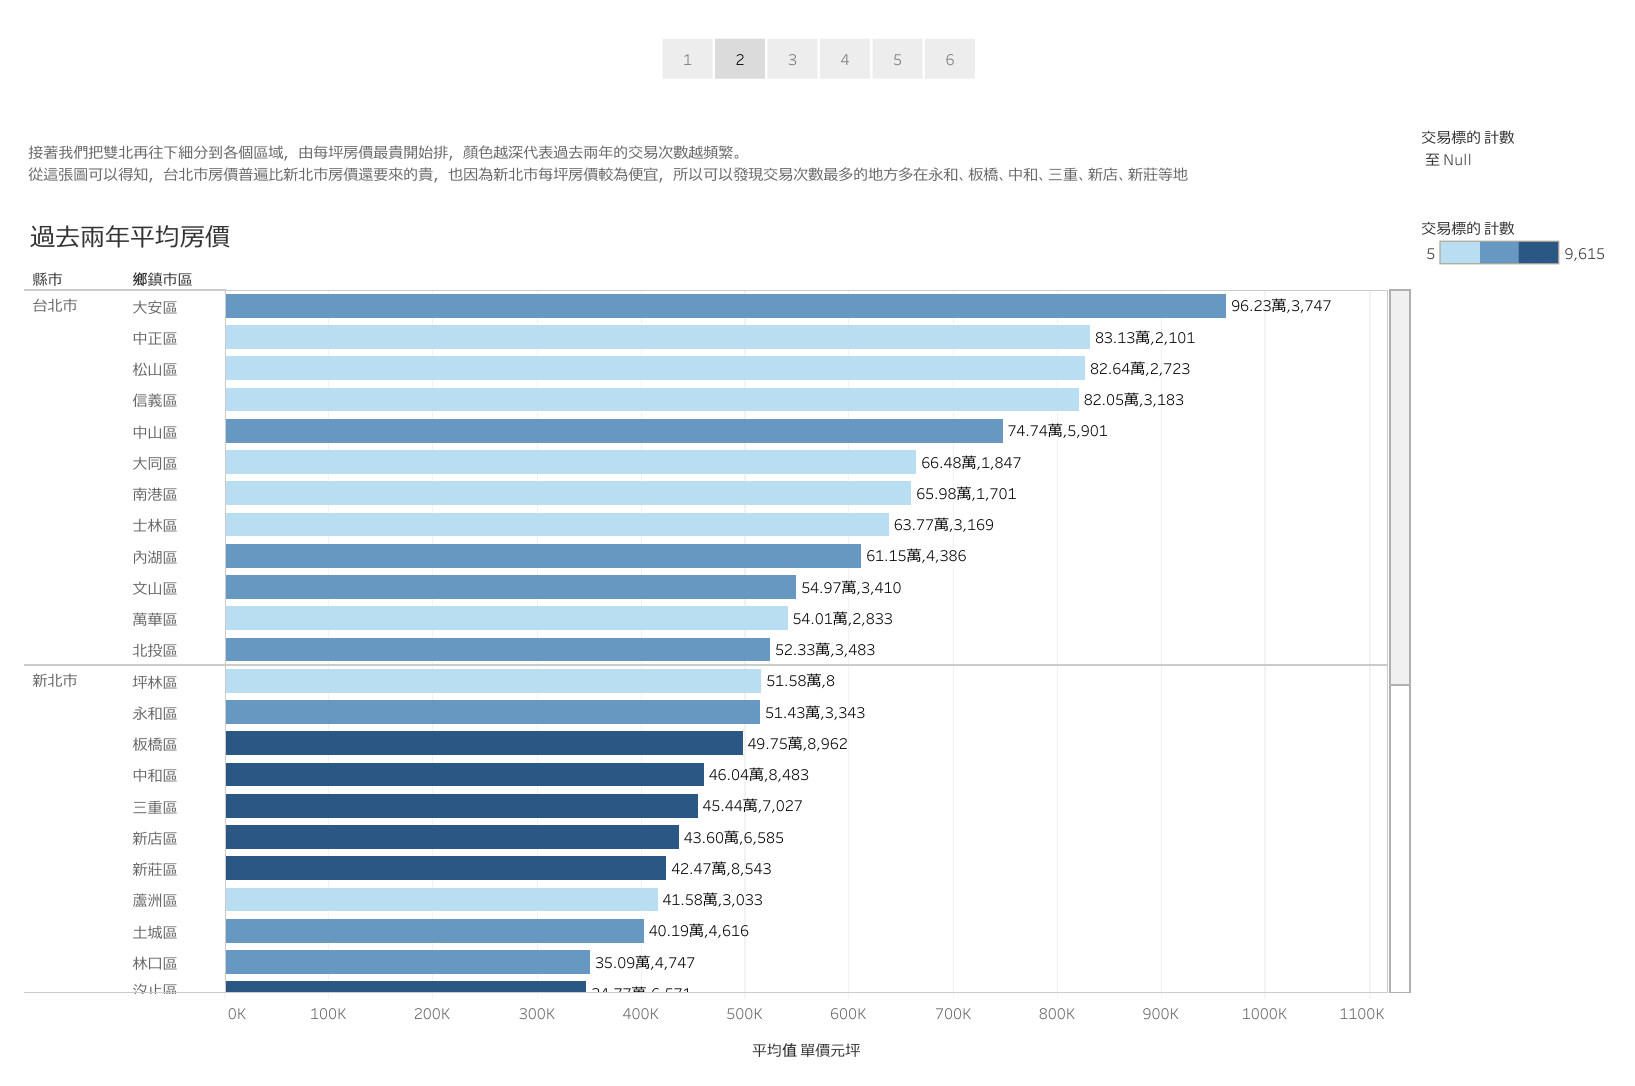 1 2 3 4 5 6
接著我們把雙北再往下細分到各個區域，由每坪房價最貴開始排，顏色越深代表過去兩年的交易次數越頻繁。
從這張圖可以得知，台北市房價普遍比新北市房價還要來的貴，也因為新北市每坪房價較為便宜，所以可以發現交易次數最多的地方多在永和、板橋、中和、三重、新店、新莊等地
交易標的 計數
至 Null
過去兩年平均房價
交易標的 計數
5 9,615
縣市 鄉鎮市區
台北市 大安區 96.23萬,3,747
中正區 83.13萬,2,101
松山區 82.64萬,2,723
信義區 82.05萬,3,183
中山區 74.74萬,5,901
大同區 66.48萬,1,847
南港區 65.98萬,1,701
士林區 63.77萬,3,169
內湖區 61.15萬,4,386
文山區 54.97萬,3,410
萬華區 54.01萬,2,833
北投區 52.33萬,3,483
新北市 坪林區 51.58萬,8
永和區 51.43萬,3,343
板橋區 49.75萬,8,962
中和區 46.04萬,8,483
三重區 45.44萬,7,027
新店區 43.60萬,6,585
新莊區 42.47萬,8,543
蘆洲區 41.58萬,3,033
土城區 40.19萬,4,616
林口區 35.09萬,4,747
汐止區 34.77萬,6,571
0K 100K 200K 300K 400K 500K 600K 700K 800K 900K 1000K 1100K
平均值 單價元坪